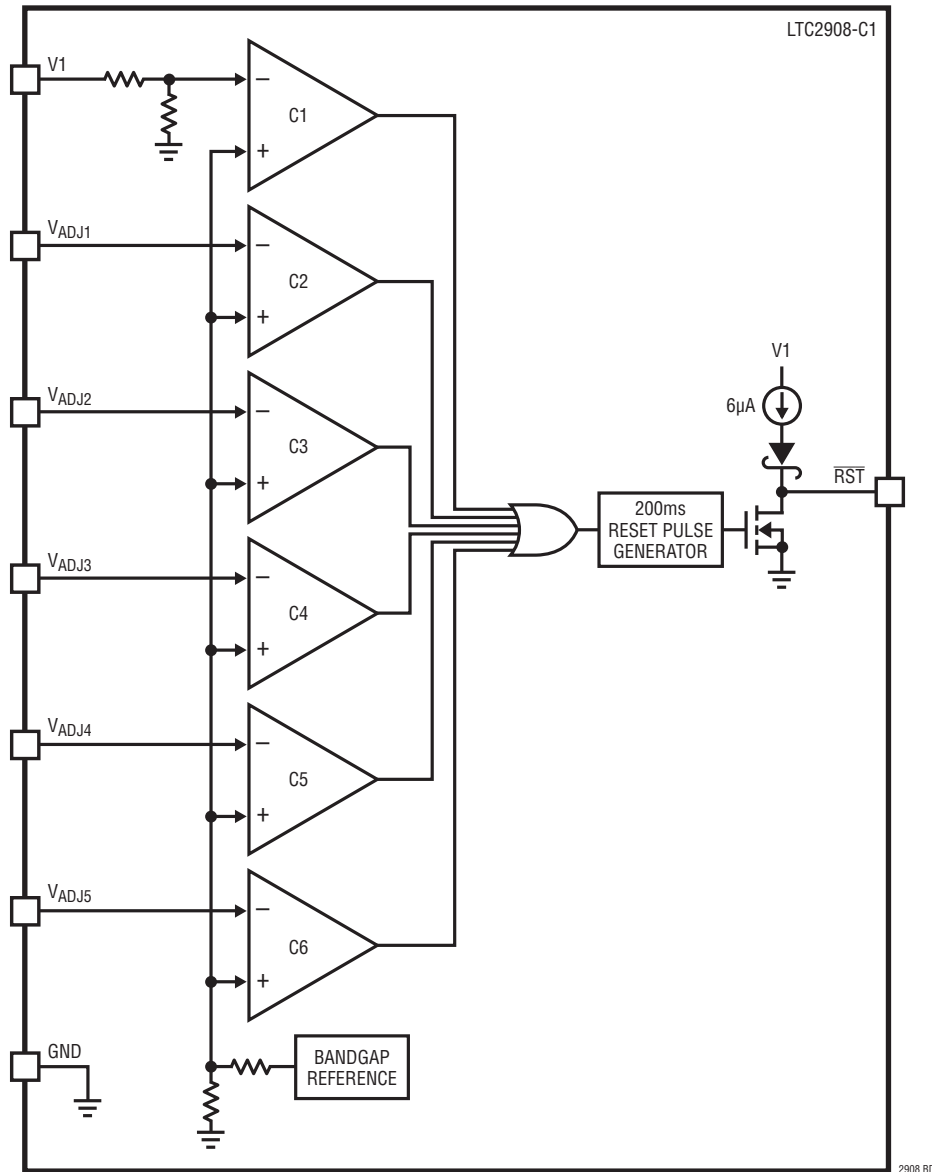 LTC2908-C1
V1
−
C1
+
VADJ1
−
C2
+
VADJ2
−
C3
+
VADJ3
−
C4
+
VADJ4
−
C5
+
VADJ5
−
C6
+
V1
6µA
RST
200ms
RESET PULSE
GENERATOR
GND
BANDGAP
REFERENCE